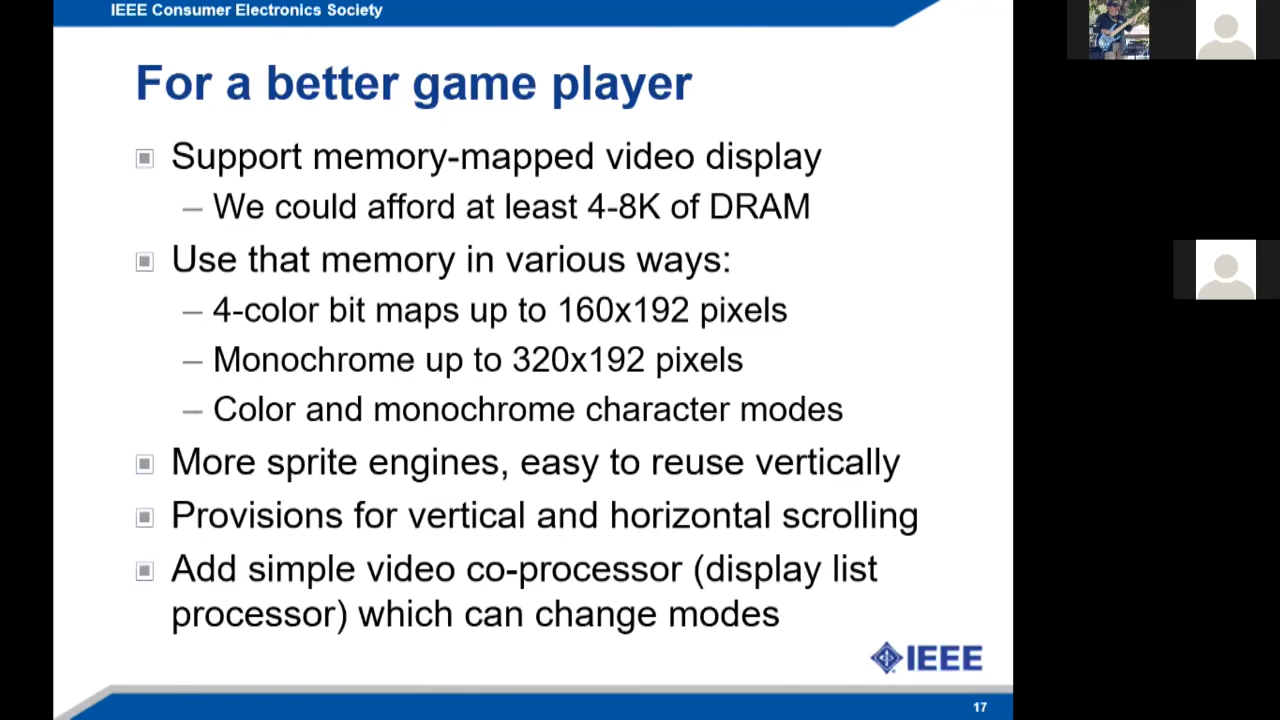 IEEE Consumer Electronics Society
For a better game player
Support memory-mapped video display
– We could afford at least 4-8K of DRAM
Use that memory in various ways:
– 4-color bit maps up to 160x192 pixels
– Monochrome up to 320x192 pixels
– Color and monochrome character modes
More sprite engines, easy to reuse vertically
Provisions for vertical and horizontal scrolling
Add simple video co-processor (display list
processor) which can change modes
IEEE
17